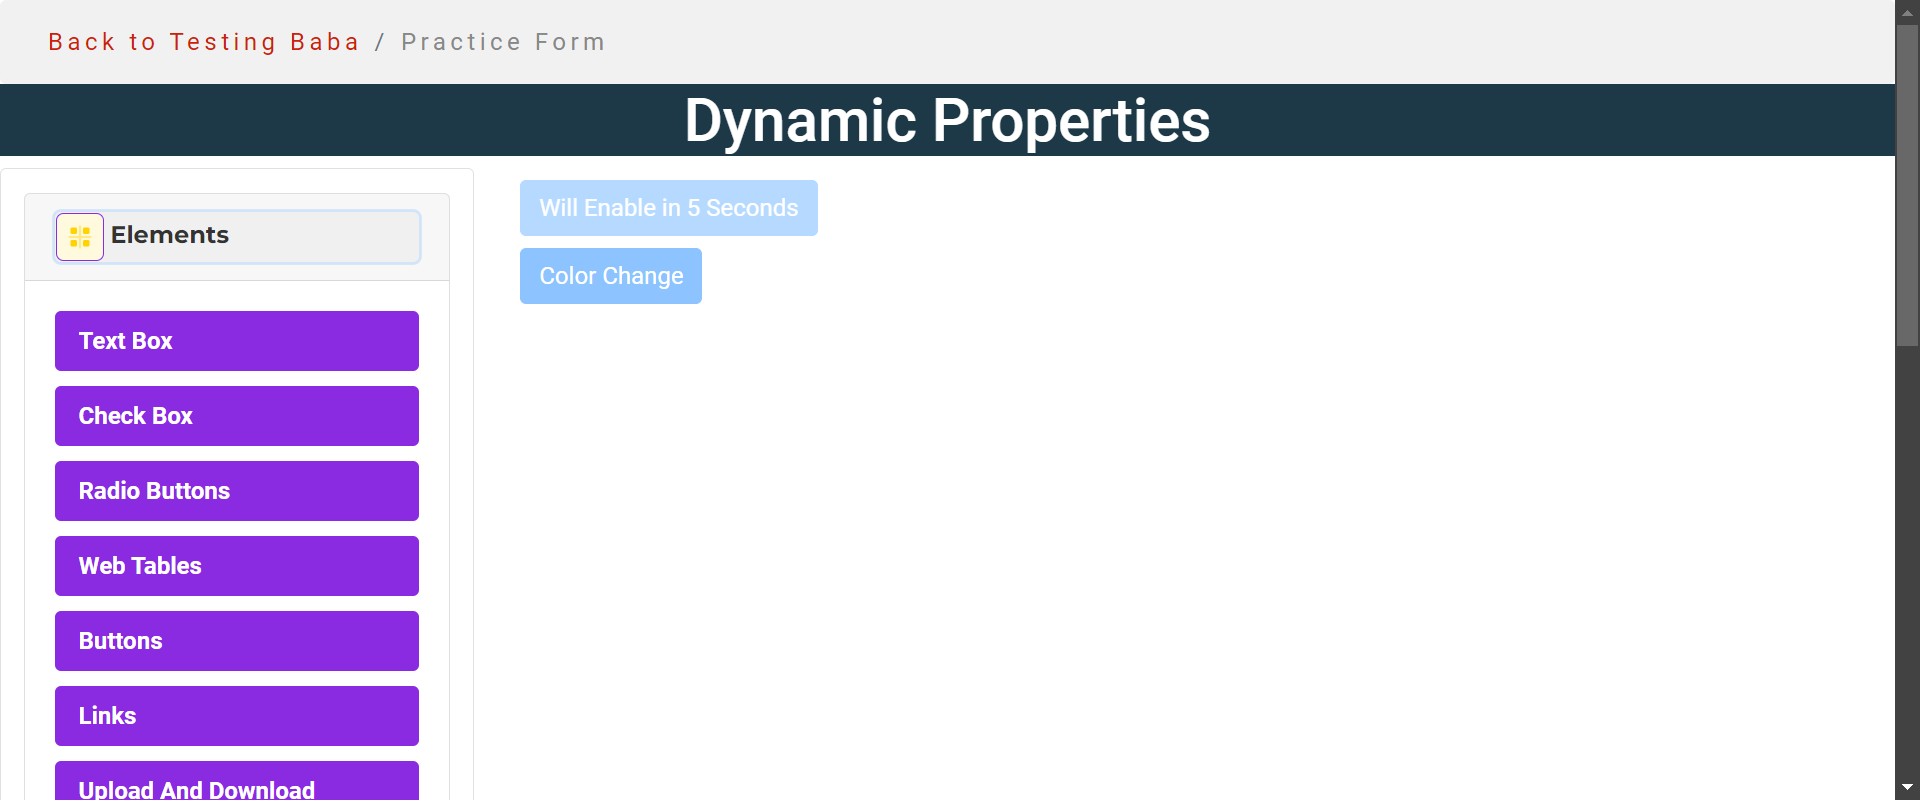 Back to Testing Baba / Practice Form
Dynamic Properties
Elements
Text Box
Check Box
Radio Buttons
Web Tables
Buttons
Links
Upload And Download
Will Enable in 5 Seconds
Color Change